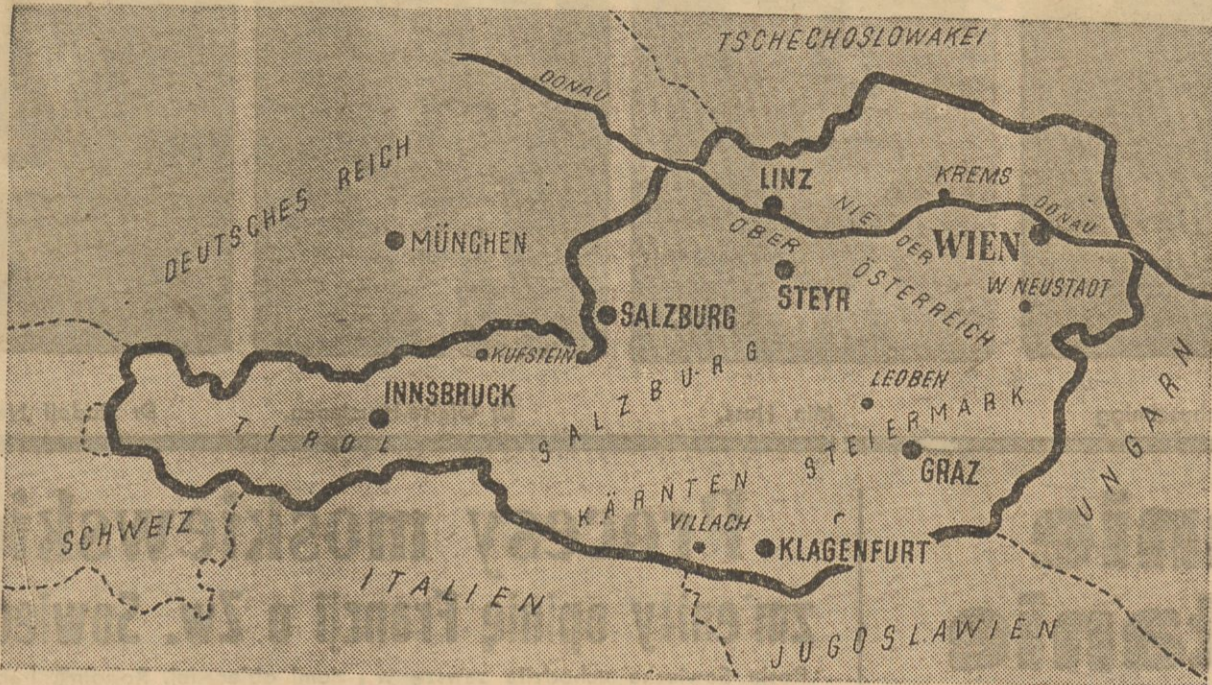 TSCHECHOSLOWAKEI
DONAU
DEUTSCHES REICH
MÜNCHEN
LINZ
KREMS
NIEDER
OBER
ÖSTERREICH
WIEN
DONAU
STEYR
W. NEUSTADT
SALZBURG
KUFSTEIN
SALZBURG
INNSBRUCK
TIROL
LEOBEN
STEIERMARK
GRAZ
UNGARN
KÄRNTEN
VILLACH
KLAGENFURT
SCHWEIZ
ITALIEN
JUGOSLAWIEN